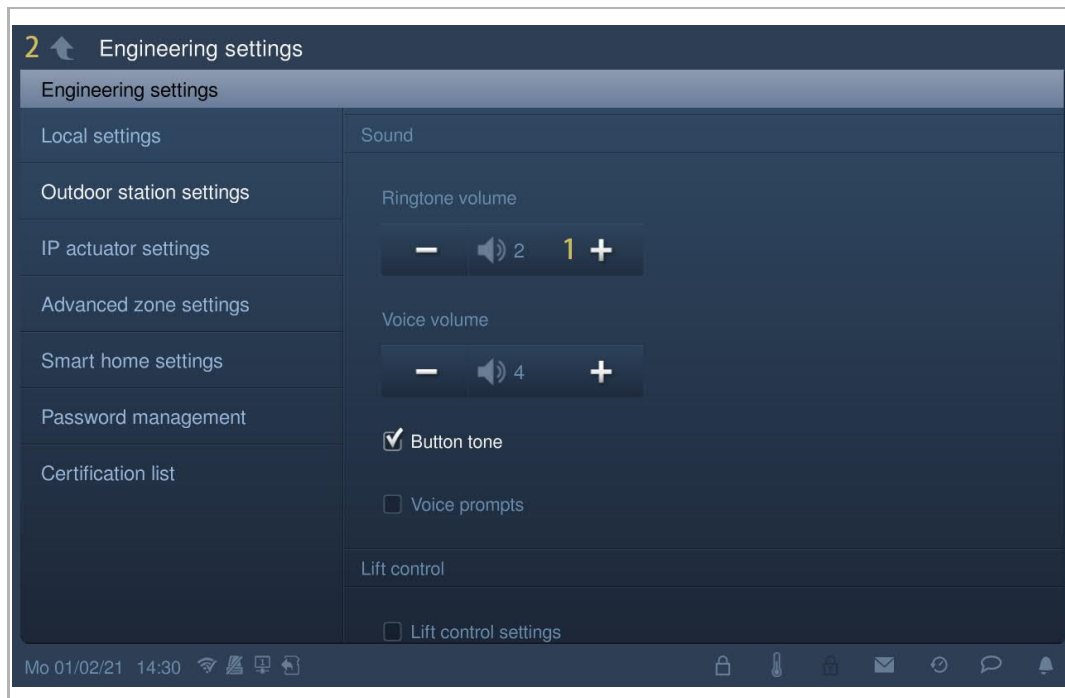 2 Engineering settings
Engineering settings
Local settings
Outdoor station settings
IP actuator settings
Advanced zone settings
Smart home settings
Password management
Certification list
Sound
Ringtone volume
2 1
Voice volume
4
Button tone
Voice prompts
Lift control
Lift control settings
Mo 01/02/21 14:30